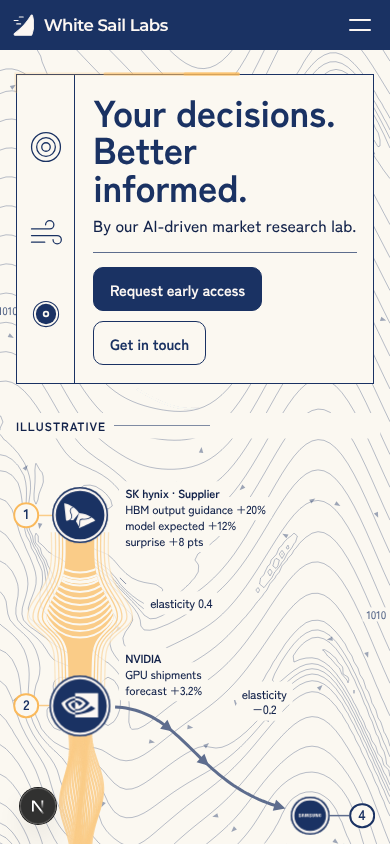 White Sail Labs
Your decisions.
Better
informed.
By our AI-driven market research lab.
Request early access
Get in touch
1010
ILLUSTRATIVE
SK hynix · Supplier
HBM output guidance +20%
1
model expected +12%
surprise +8 pts
elasticity 0.4
1010
NVIDIA
GPU shipments
forecast +3.2%
elasticity
−0.2
2
N
SAMSUNG
4